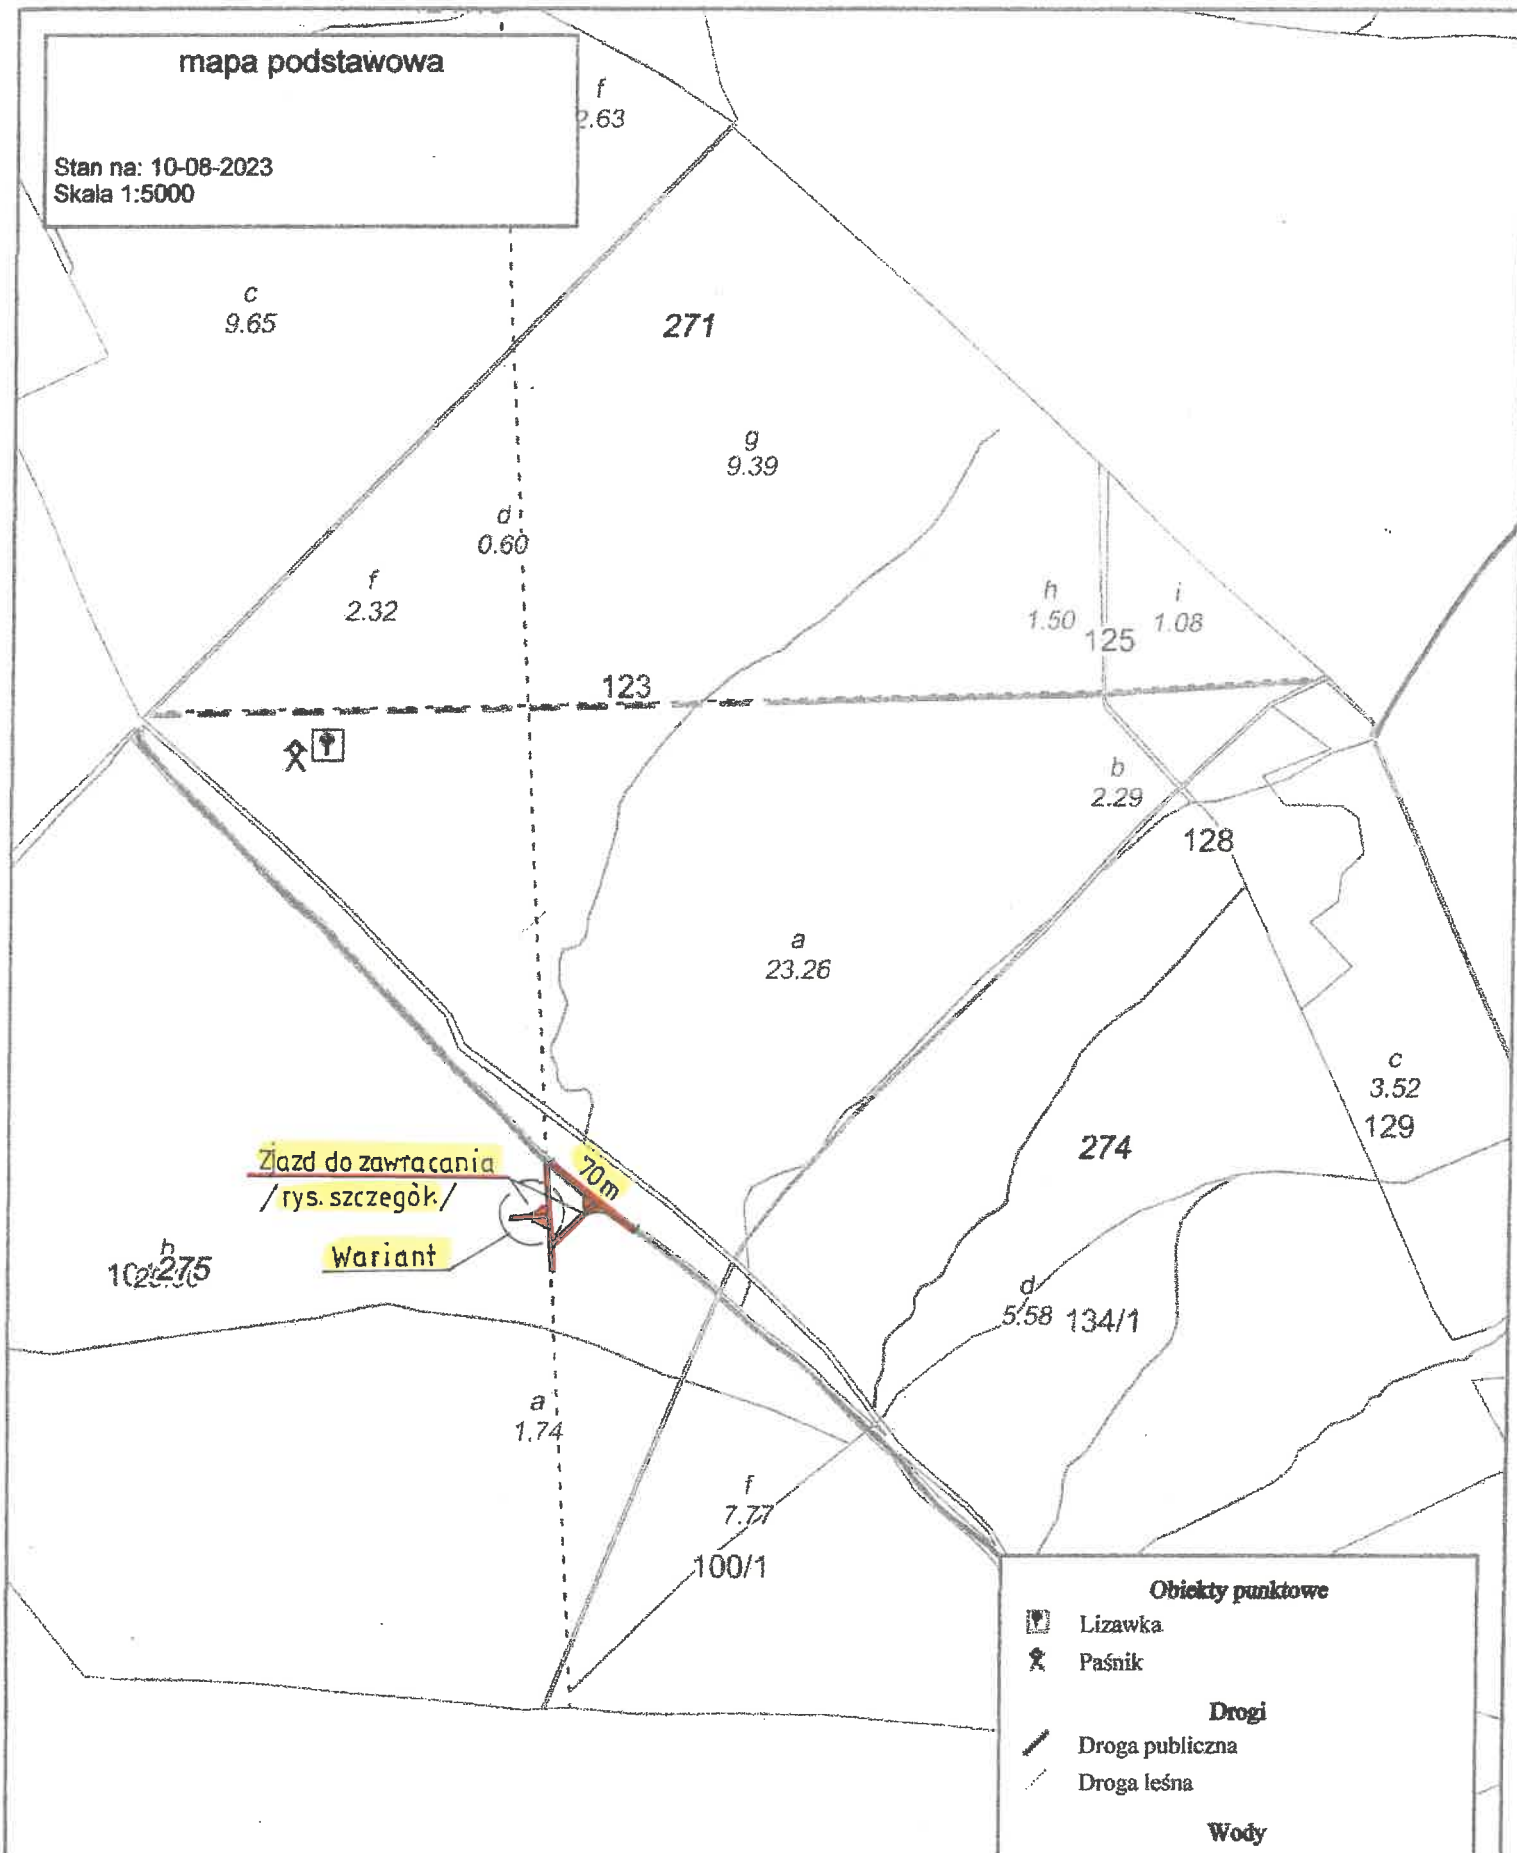 mapa podstawowa
Stan na: 10-08-2023
Skala 1:5000
f
2.63
c
9.65
271
g
9.39
d
0.60
f
2.32
h
1.50
i
1.08
125
123
b
2.29
128
a
23.26
c
3.52
129
274
Zjazd do zawracania
/rys. szczegół./
70m
Wariant
h
275
d
5.58
134/1
a
1.74
f
7.77
100/1
Obiekty punktowe
Lizawka
Paśnik
Drogi
Droga publiczna
Droga leśna
Wody